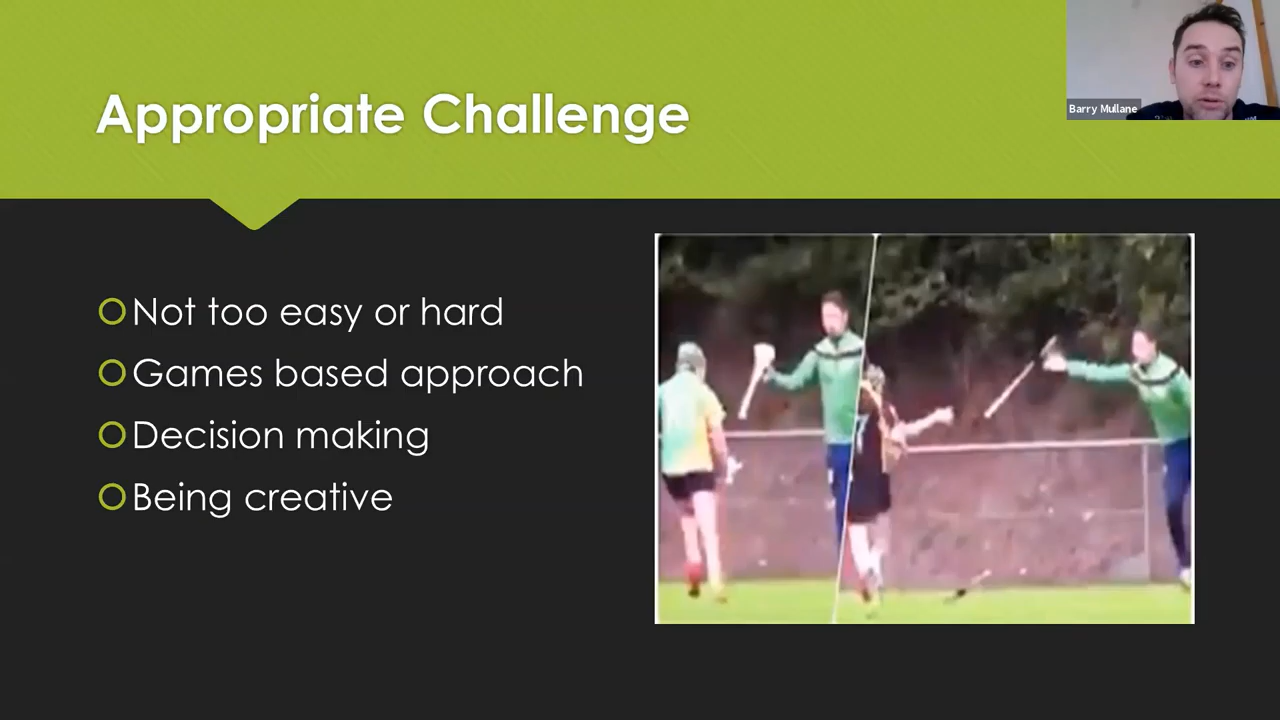 Appropriate Challenge
Barry Mullane
Not too easy or hard
Games based approach
Decision making
Being creative